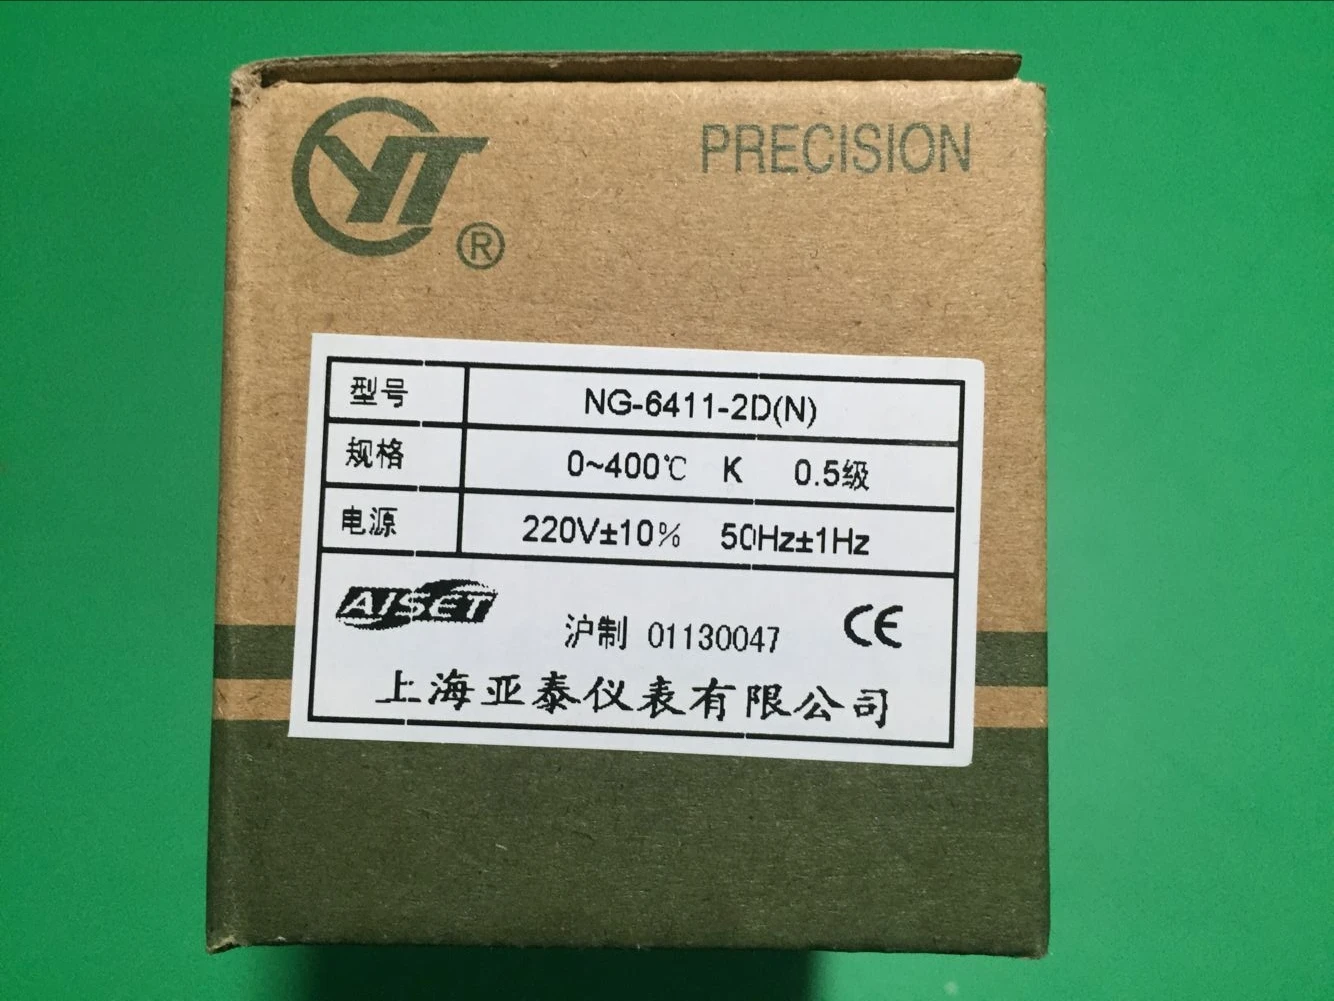 YT
®
PRECISION
型号 NG-6411-2D(N)
规格 0~400℃ K 0.5级
电源 220V±10% 50Hz±1Hz
AISET 沪制 01130047 CE
上海亚泰仪表有限公司